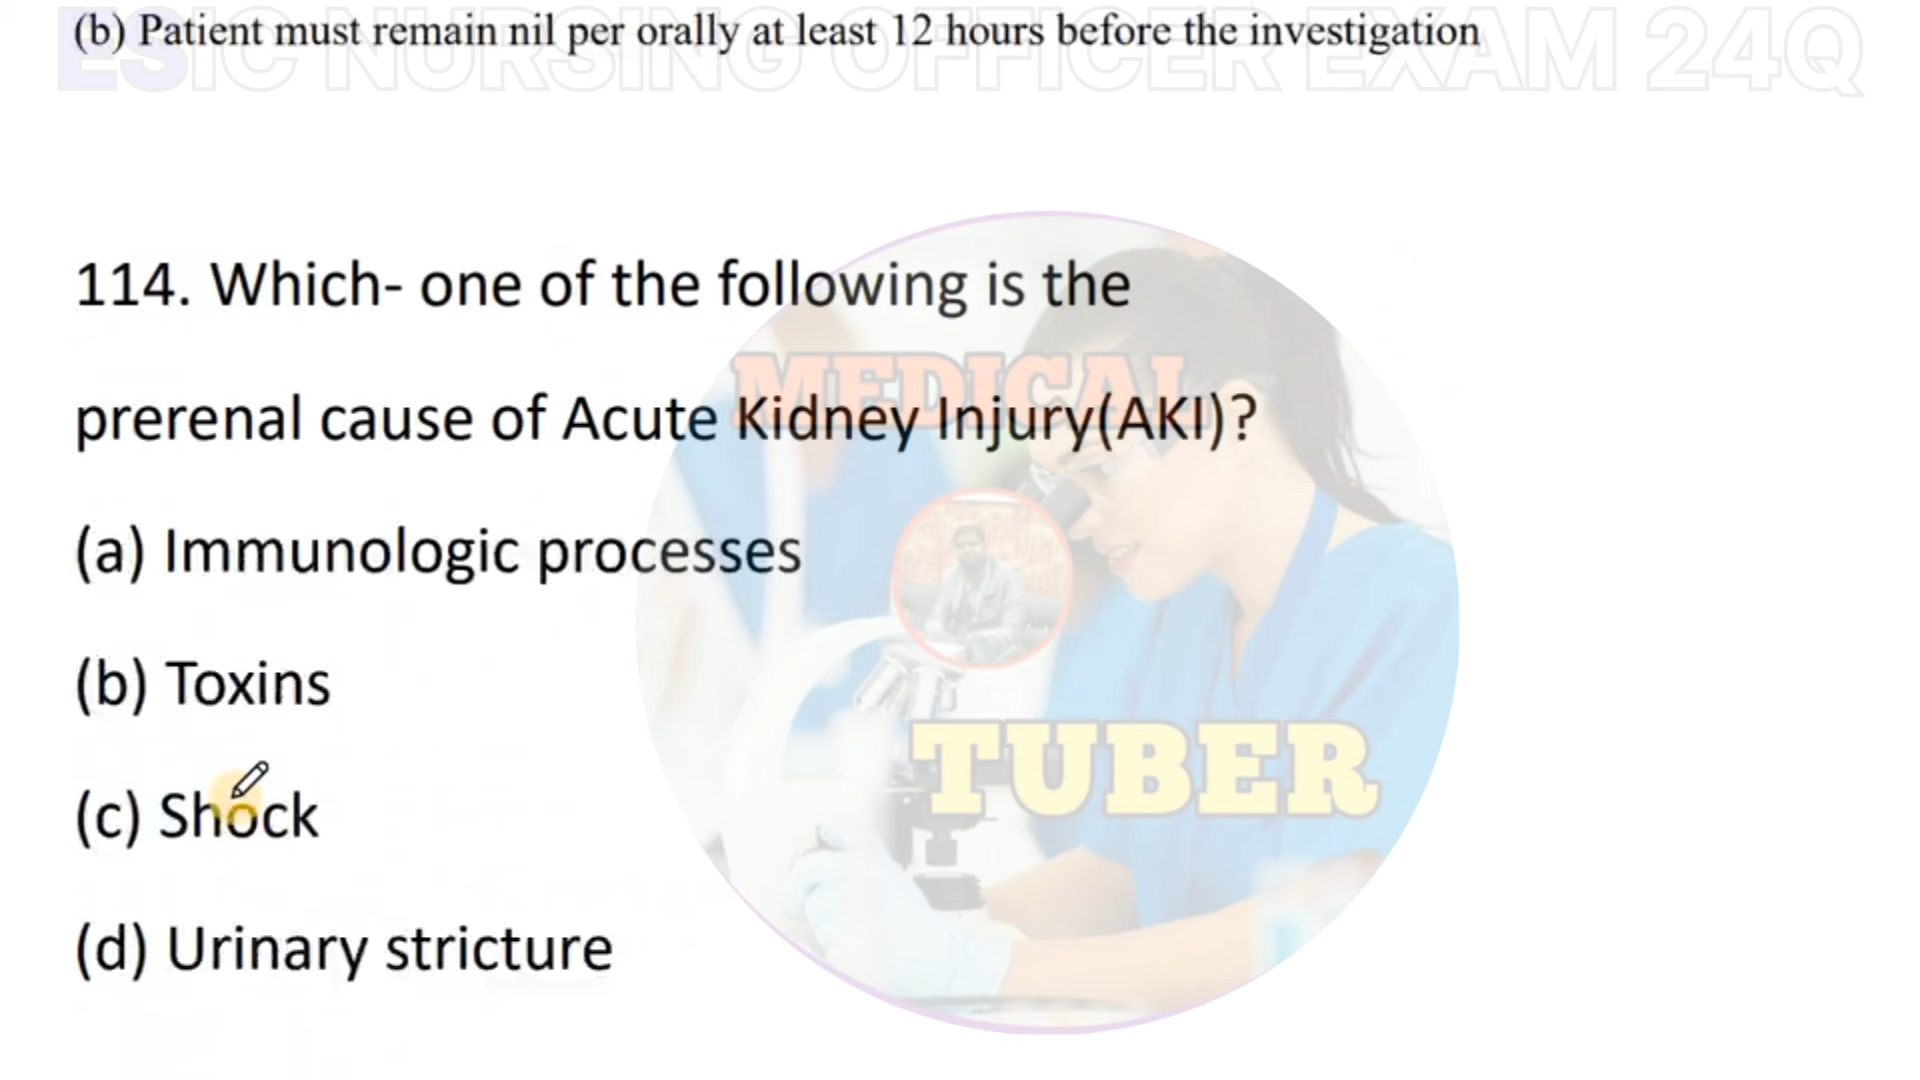 (b) Patient must remain nil per orally at least 12 hours before the investigation
ESIC NURSING OFFICER EXAM 24Q
114. Which- one of the following is the
MEDICAL
prerenal cause of Acute Kidney Injury(AKI)?
(a) Immunologic processes
(b) Toxins
TUBER
(c) Shock
(d) Urinary stricture